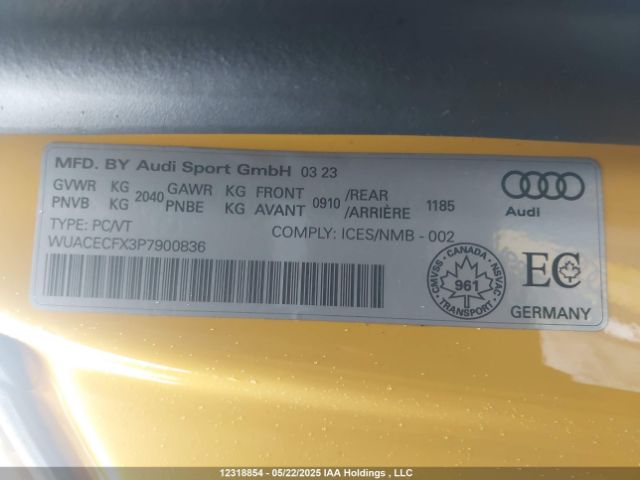 MFD. BY Audi Sport GmbH 03 23
GVWR KG 2040 GAWR KG FRONT 0910 /REAR 1185
PNVB KG PNBE KG AVANT /ARRIÈRE
TYPE: PC/VT COMPLY: ICES/NMB - 002
WUACECFX3P7900836
Audi
CMVSS - CANADA - NSVAC
961
TRANSPORT
EC
GERMANY
12318854 - 05/22/2025 IAA Holdings , LLC